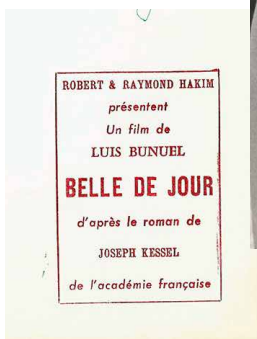 ROBERT & RAYMOND HAKIM
présentent
Un film de
LUIS BUNUEL
BELLE DE JOUR
d'après le roman de
JOSEPH KESSEL
de l'académie française